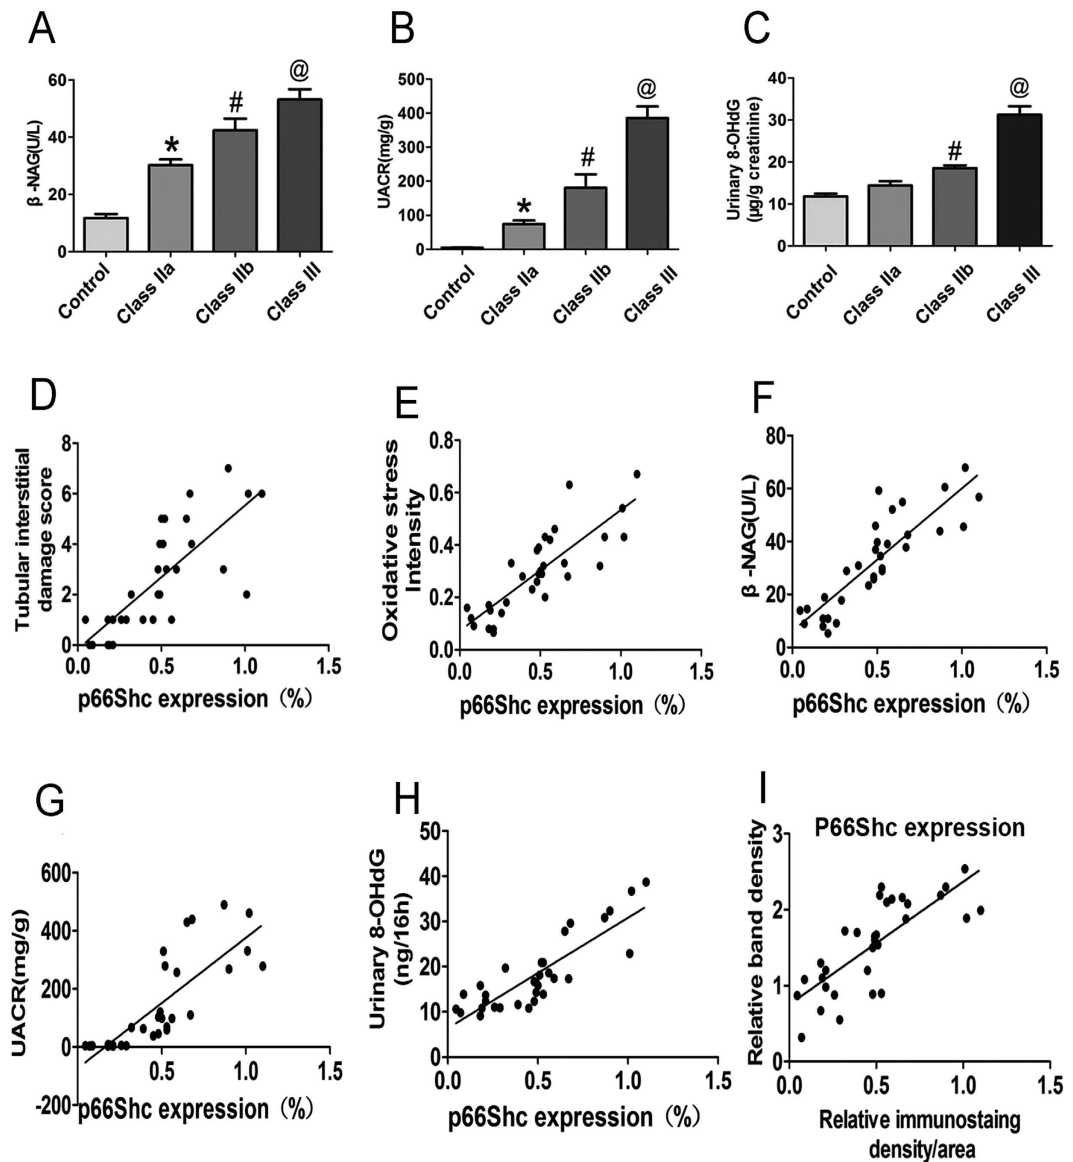 A
B
C
β -NAG(U/L)
60
40
20
0
*
#
@
Control
Class IIa
Class IIb
Class III
UACR(mg/g)
500
400
300
200
100
0
*
#
@
Control
Class IIa
Class IIb
Class III
Urinary 8-OHdG
(μg/g creatinine)
40
30
20
10
0
#
@
Control
Class IIa
Class IIb
Class III
D
E
F
Tubular interstitial
damage score
8
6
4
2
0
0.0
0.5
1.0
1.5
p66Shc expression (%)
Oxidative stress
Intensity
0.8
0.6
0.4
0.2
0.0
0.0
0.5
1.0
1.5
p66Shc expression (%)
β -NAG(U/L)
80
60
40
20
0
0.0
0.5
1.0
1.5
p66Shc expression (%)
G
H
I
UACR(mg/g)
600
400
200
0
-200
0.5
1.0
1.5
p66Shc expression (%)
Urinary 8-OHdG
(ng/16h)
50
40
30
20
10
0
0.0
0.5
1.0
1.5
p66Shc expression (%)
P66Shc expression
Relative band density
3
2
1
0
0.0
0.5
1.0
1.5
Relative immunostaing
density/area